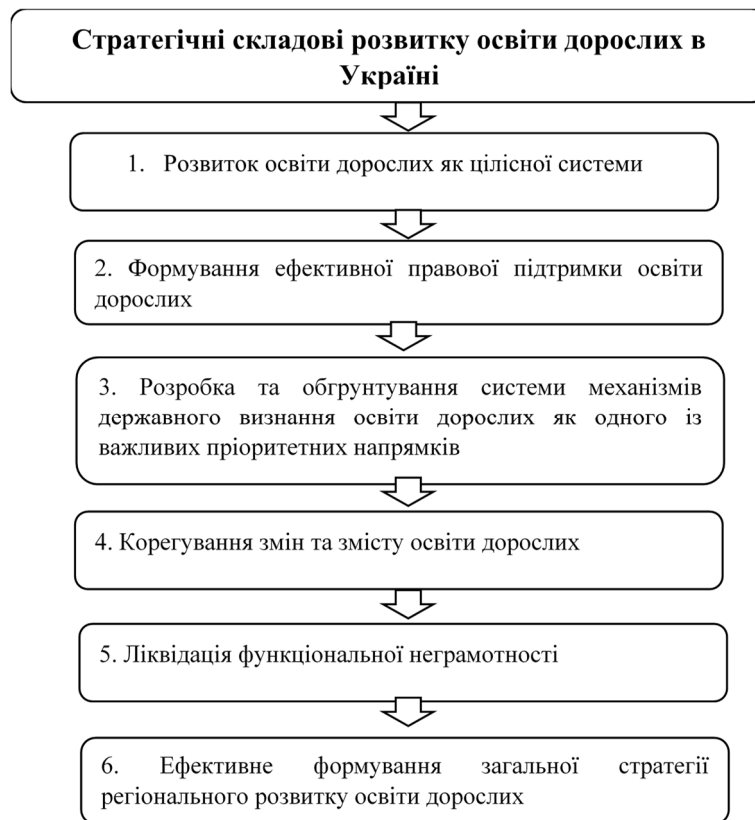 Стратегічні складові розвитку освіти дорослих в
Україні
1. Розвиток освіти дорослих як цілісної системи
2. Формування ефективної правової підтримки освіти
дорослих
3. Розробка та обгрунтування системи механізмів
державного визнання освіти дорослих як одного із
важливих пріоритетних напрямків
4. Корегування змін та змісту освіти дорослих
5. Ліквідація функціональної неграмотності
6. Ефективне формування загальної стратегії
регіонального розвитку освіти дорослих